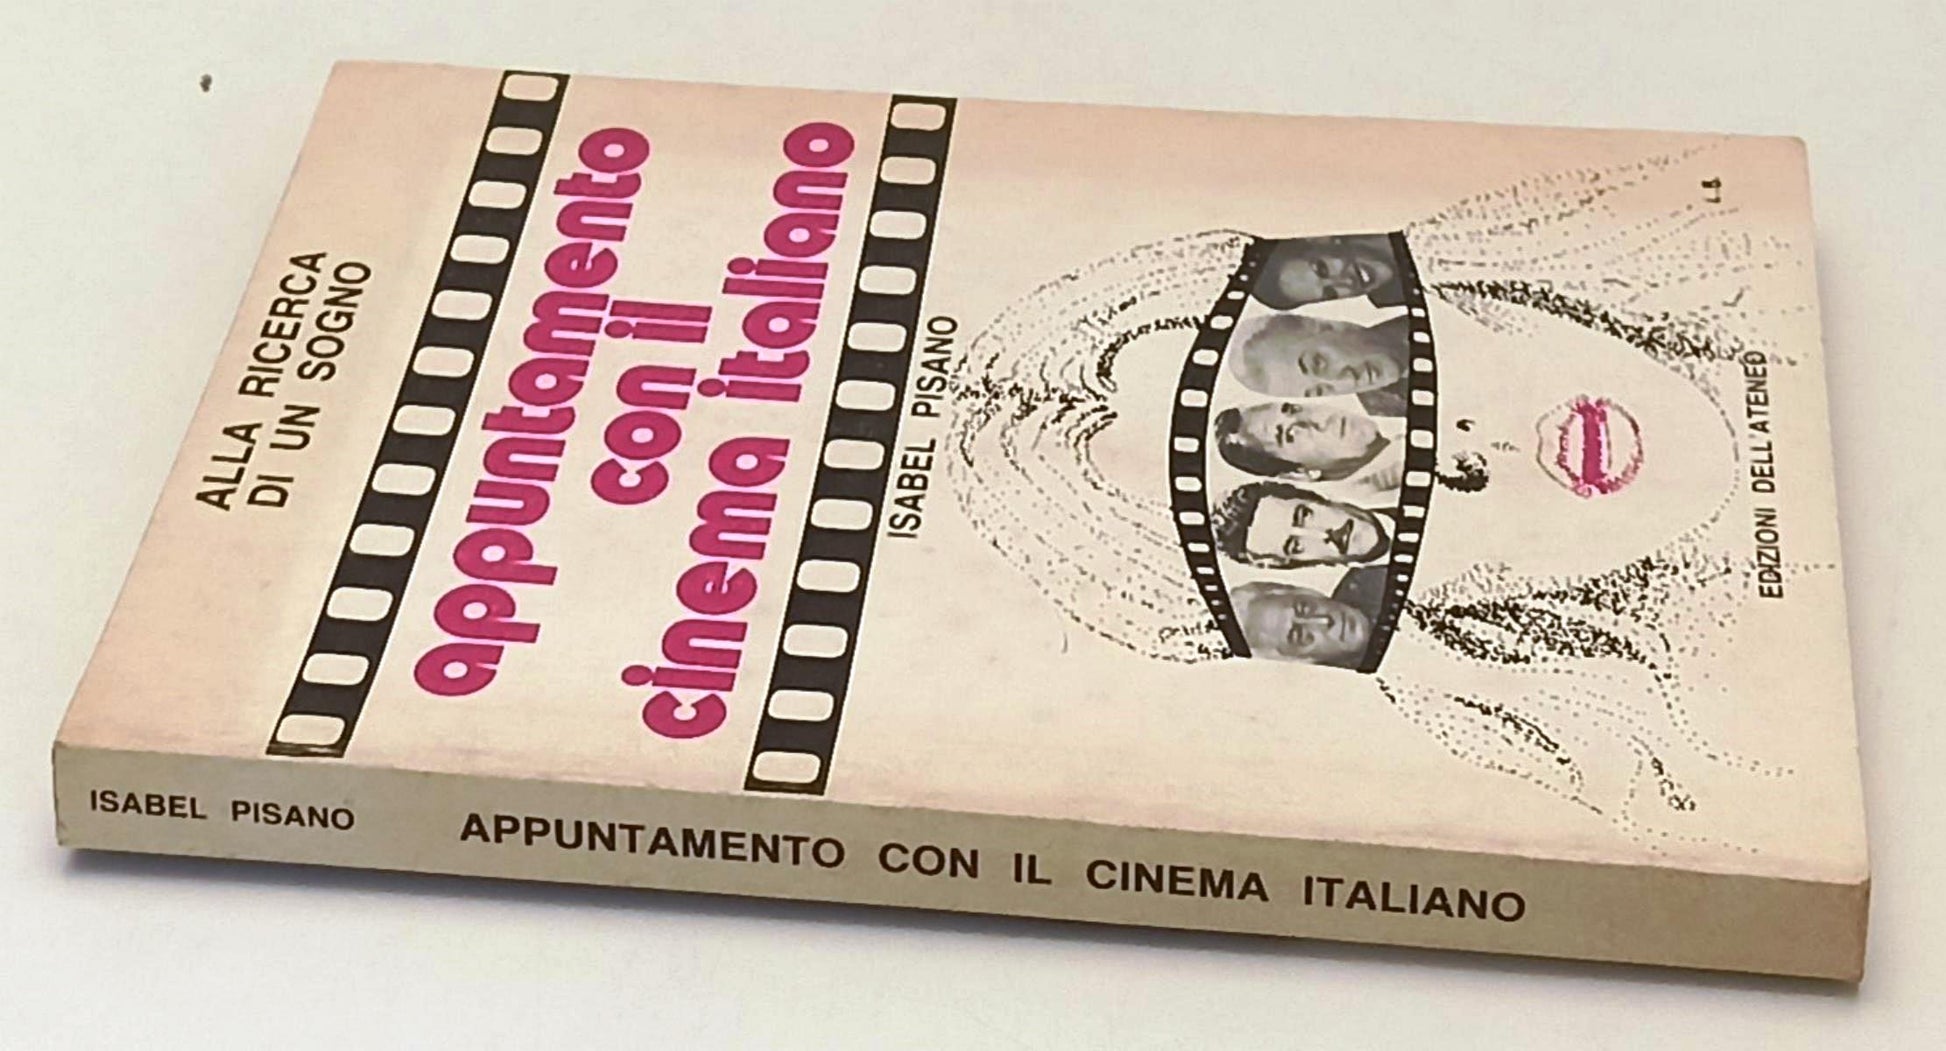 ALLA RICERCA
DI UN SOGNO
appuntamento
con il
cinema italiano
ISABEL PISANO
L.B.
EDIZIONI DELL'ATENEO
ISABEL PISANO APPUNTAMENTO CON IL CINEMA ITALIANO